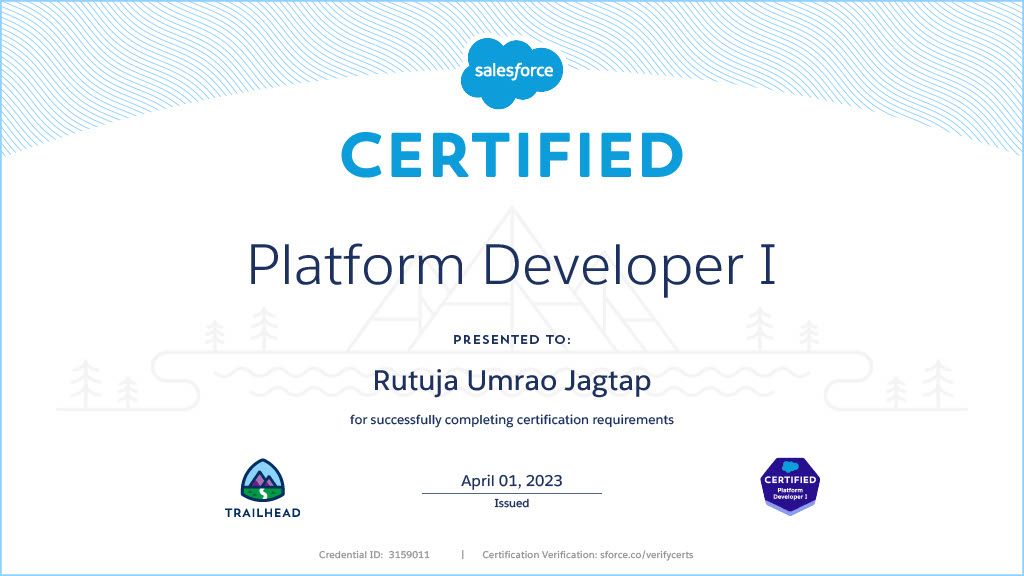 salesforce
CERTIFIED
Platform Developer I
PRESENTED TO:
Rutuja Umrao Jagtap
for successfully completing certification requirements
TRAILHEAD
April 01, 2023
Issued
CERTIFIED
Platform
Developer I
Credential ID: 3159011 | Certification Verification: sforce.co/verifycerts